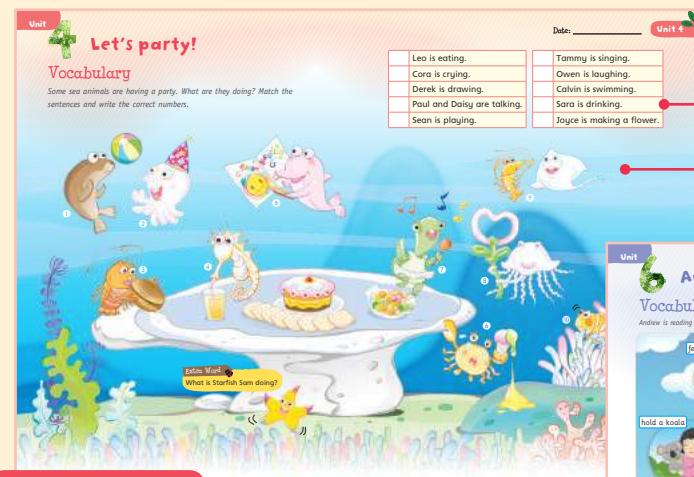 Unit
4
Let's party!
Date:
Unit 4
Vocabulary
Some sea animals are having a party. What are they doing? Match the
sentences and write the correct numbers.
Leo is eating.
Cora is crying.
Derek is drawing.
Paul and Daisy are talking.
Sean is playing.
Tammy is singing.
Owen is laughing.
Calvin is swimming.
Sara is drinking.
Joyce is making a flower.
1
2
3
4
5
7
8
9
10
Extra Word
What is Starfish Sam doing?
Unit
6
Vocabu
Andrew is reading
hold a koala